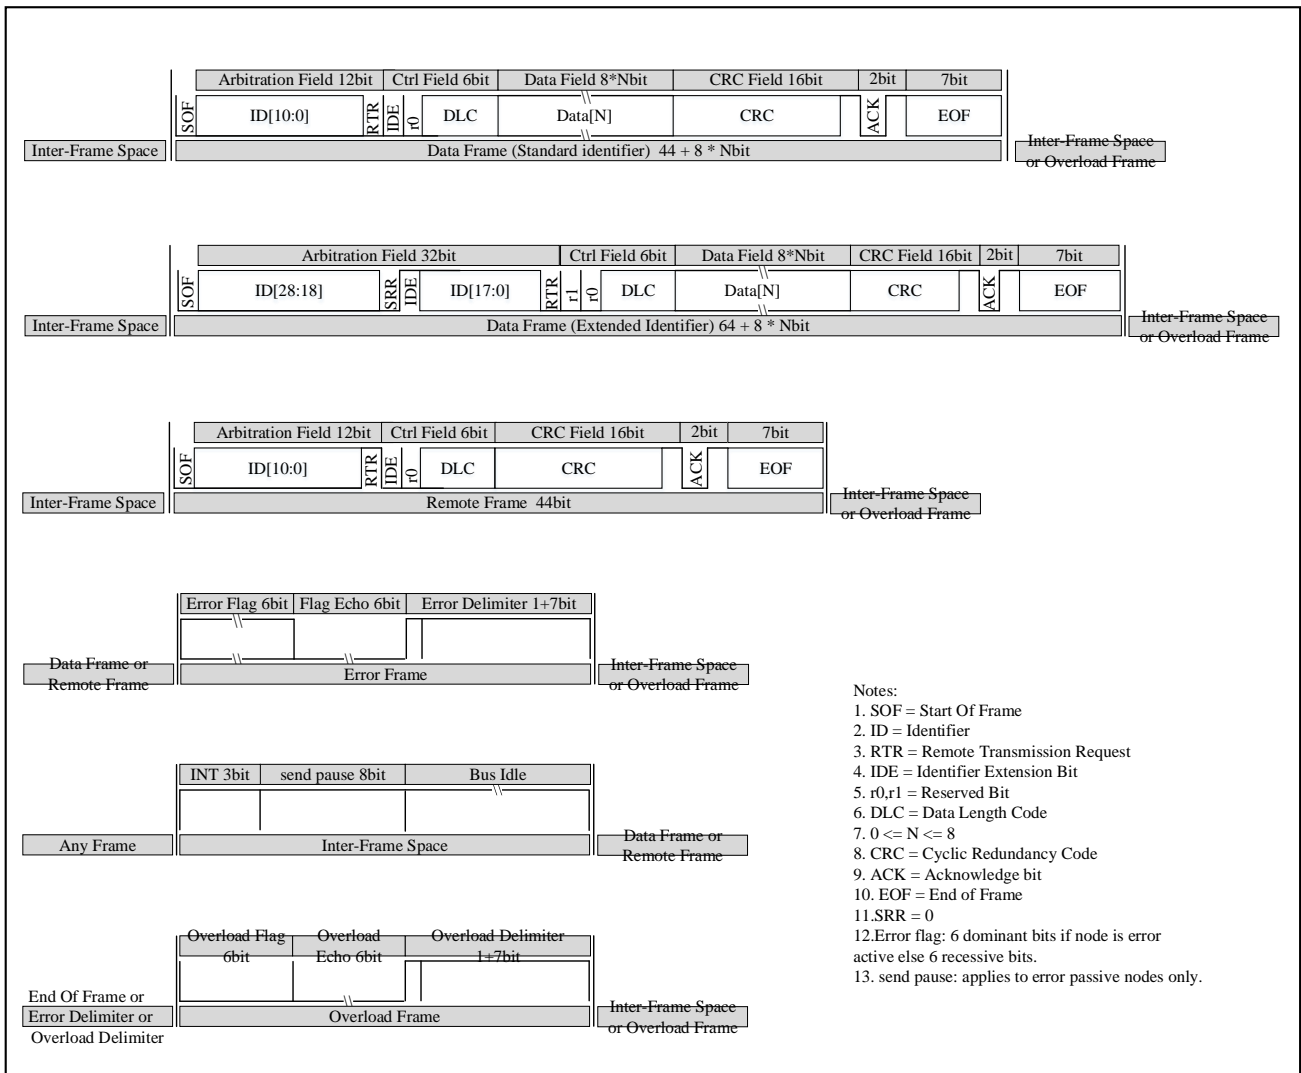 Arbitration Field 12bit Ctrl Field 6bit Data Field 8*Nbit CRC Field 16bit 2bit 7bit
SOF ID[10:0] RTR IDE r0 DLC Data[N] CRC ACK EOF
Inter-Frame Space Data Frame (Standard identifier) 44 + 8 * Nbit Inter-Frame Space
or Overload Frame
Arbitration Field 32bit Ctrl Field 6bit Data Field 8*Nbit CRC Field 16bit 2bit 7bit
SOF ID[28:18] SRR IDE ID[17:0] RTR r1 r0 DLC Data[N] CRC ACK EOF
Inter-Frame Space Data Frame (Extended Identifier) 64 + 8 * Nbit Inter-Frame Space
or Overload Frame
Arbitration Field 12bit Ctrl Field 6bit CRC Field 16bit 2bit 7bit
SOF ID[10:0] RTR IDE r0 DLC CRC ACK EOF
Inter-Frame Space Remote Frame 44bit Inter-Frame Space
or Overload Frame
Error Flag 6bit Flag Echo 6bit Error Delimiter 1+7bit
Data Frame or
Remote Frame
Error Frame
Inter-Frame Space
or Overload Frame
INT 3bit send pause 8bit Bus Idle
Any Frame Inter-Frame Space Data Frame or
Remote Frame
Overload Flag
6bit
Overload
Echo 6bit
Overload Delimiter
1+7bit
End Of Frame or
Error Delimiter or
Overload Delimiter
Overload Frame
Inter-Frame Space
or Overload Frame
Notes:
1. SOF = Start Of Frame
2. ID = Identifier
3. RTR = Remote Transmission Request
4. IDE = Identifier Extension Bit
5. r0,r1 = Reserved Bit
6. DLC = Data Length Code
7. 0 <= N <= 8
8. CRC = Cyclic Redundancy Code
9. ACK = Acknowledge bit
10. EOF = End of Frame
11.SRR = 0
12.Error flag: 6 dominant bits if node is error
active else 6 recessive bits.
13. send pause: applies to error passive nodes only.